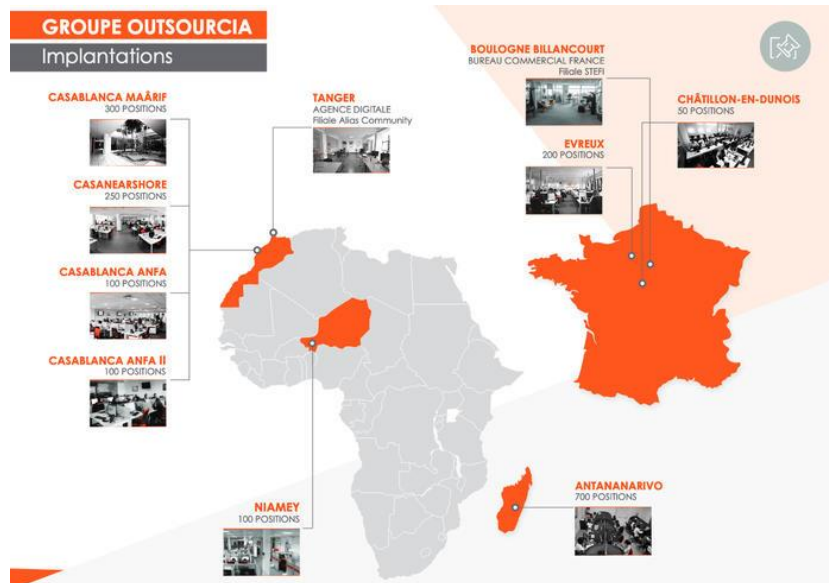 GROUPE OUTSOURCIA
Implantations
CASABLANCA MAÂRIF
300 POSITIONS
CASANEARSHORE
250 POSITIONS
CASABLANCA ANFA
100 POSITIONS
CASABLANCA ANFA II
100 POSITIONS
TANGER
AGENCE DIGITALE
Filiale Alias Community
BOULOGNE BILLANCOURT
BUREAU COMMERCIAL FRANCE
Filiale STEFI
CHÂTILLON-EN-DUNOIS
50 POSITIONS
EVREUX
200 POSITIONS
NIAMEY
100 POSITIONS
ANTANANARIVO
700 POSITIONS